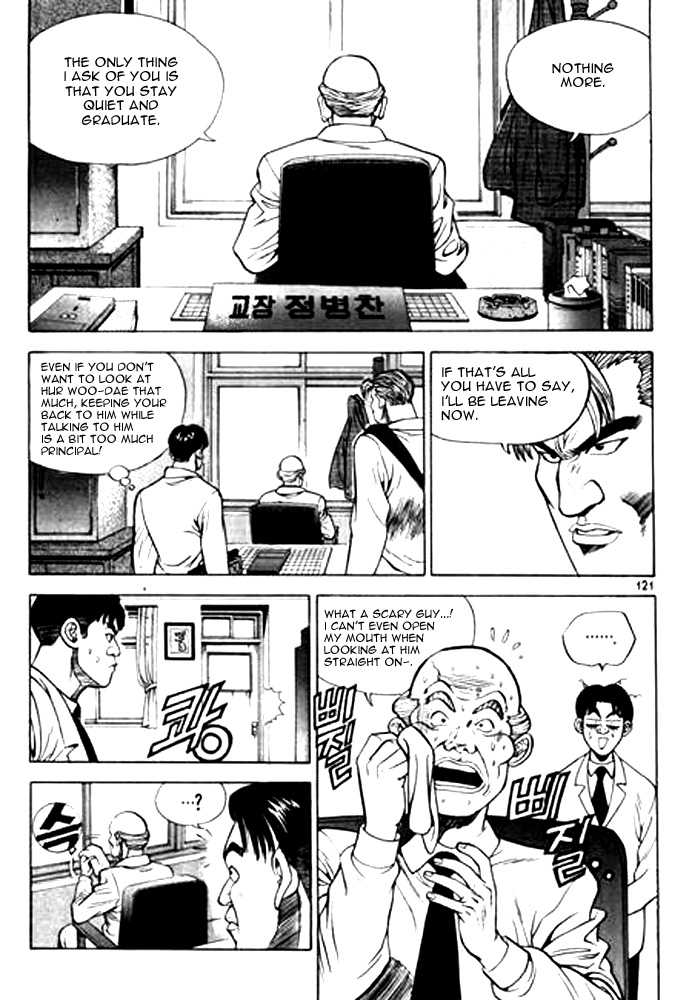 THE ONLY THING
I ASK OF YOU IS
THAT YOU STAY
QUIET AND
GRADUATE.
NOTHING
MORE.
교장 정병찬
EVEN IF YOU DON'T
WANT TO LOOK AT
HUR WOO-DAE
THAT MUCH, KEEPING YOUR
BACK TO HIM WHILE
TALKING TO HIM
IS A BIT TOO MUCH
PRINCIPAL!
IF THAT'S ALL
YOU HAVE TO SAY,
I'LL BE LEAVING
NOW.
121
쾅
WHAT A SCARY GUY...!
I CAN'T EVEN OPEN
MY MOUTH WHEN
LOOKING AT HIM
STRAIGHT ON~.
......
삐질
삐질
슥
...?